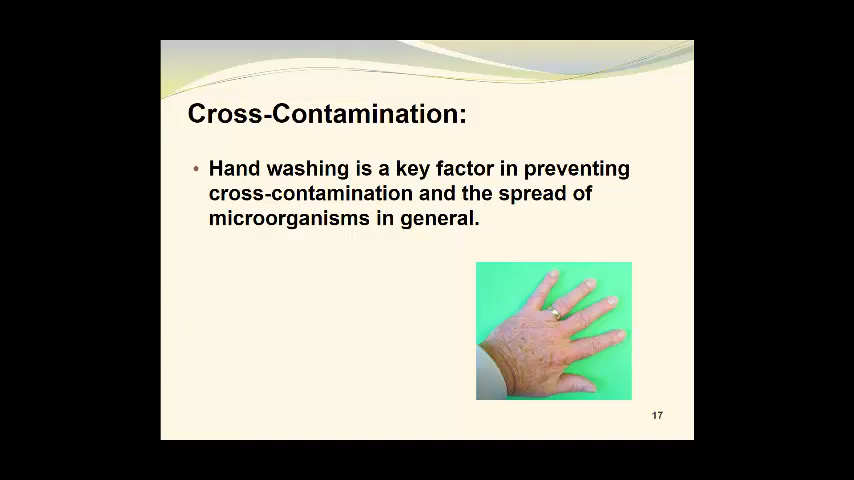 Cross-Contamination:
• Hand washing is a key factor in preventing
cross-contamination and the spread of
microorganisms in general.
17